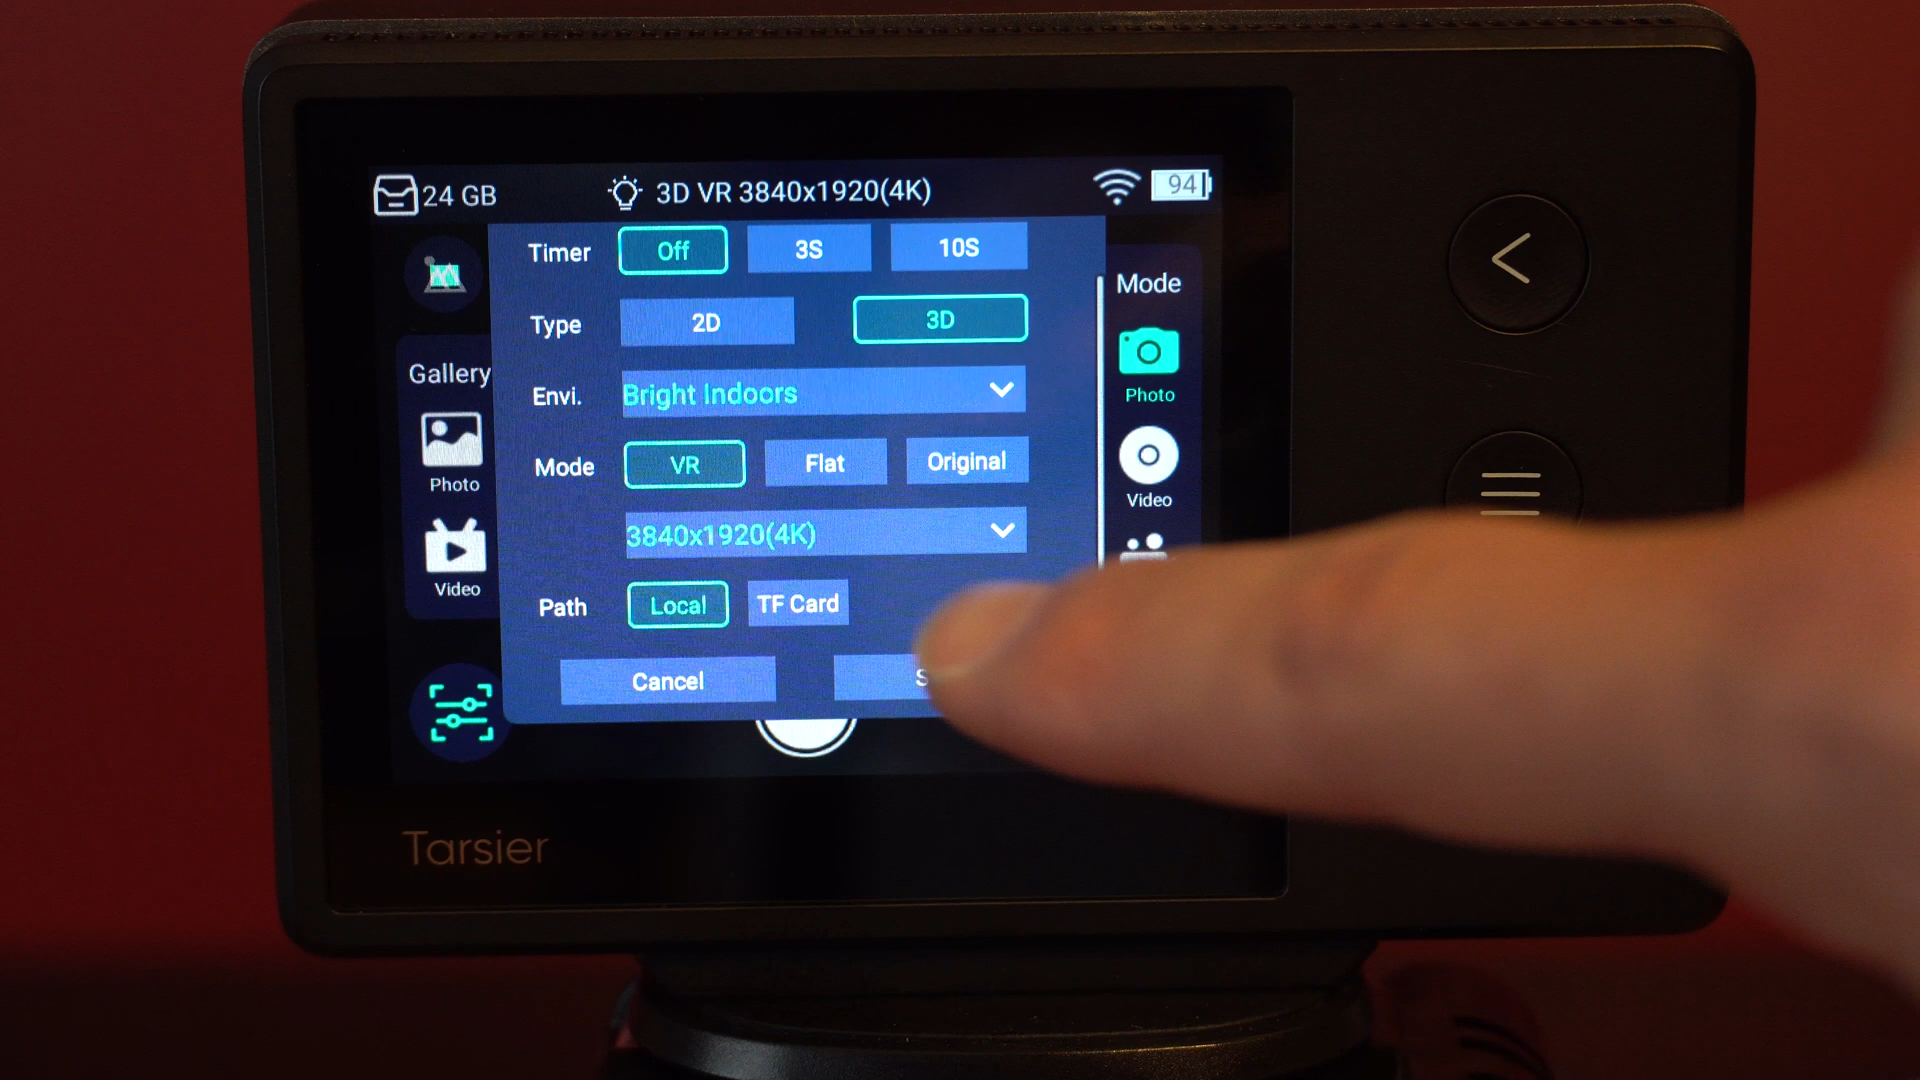 24 GB
3D VR 3840x1920(4K)
94
Timer
Off
3S
10S
Type
2D
3D
Envi.
Bright Indoors
Mode
VR
Flat
Original
3840x1920(4K)
Path
Local
TF Card
Cancel
Gallery
Photo
Video
Mode
Photo
Video
Tarsier